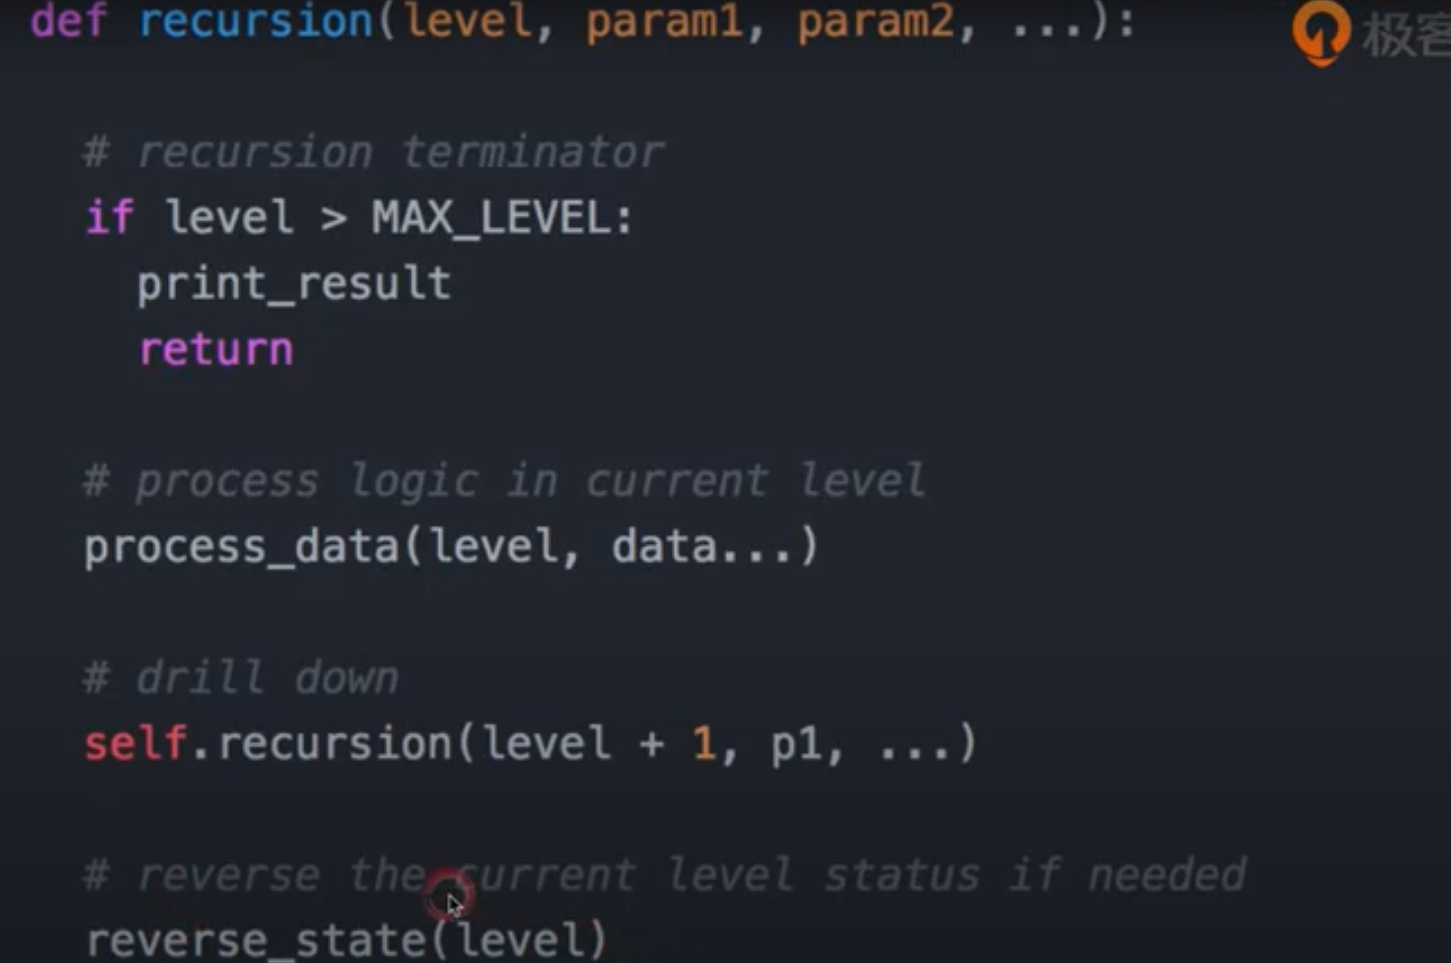 def recursion(level, param1, param2, ...):
极客
# recursion terminator
if level > MAX_LEVEL:
print_result
return
# process logic in current level
process_data(level, data...)
# drill down
self.recursion(level + 1, p1, ...)
# reverse the current level status if needed
reverse_state(level)